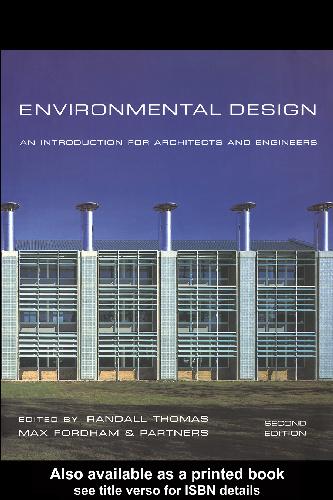 ENVIRONMENTAL DESIGN
AN INTRODUCTION FOR ARCHITECTS AND ENGINEERS
EDITED BY RANDALL THOMAS
MAX FORDHAM & PARTNERS
SECOND
EDITION
Also available as a printed book
see title verso for ISBN details